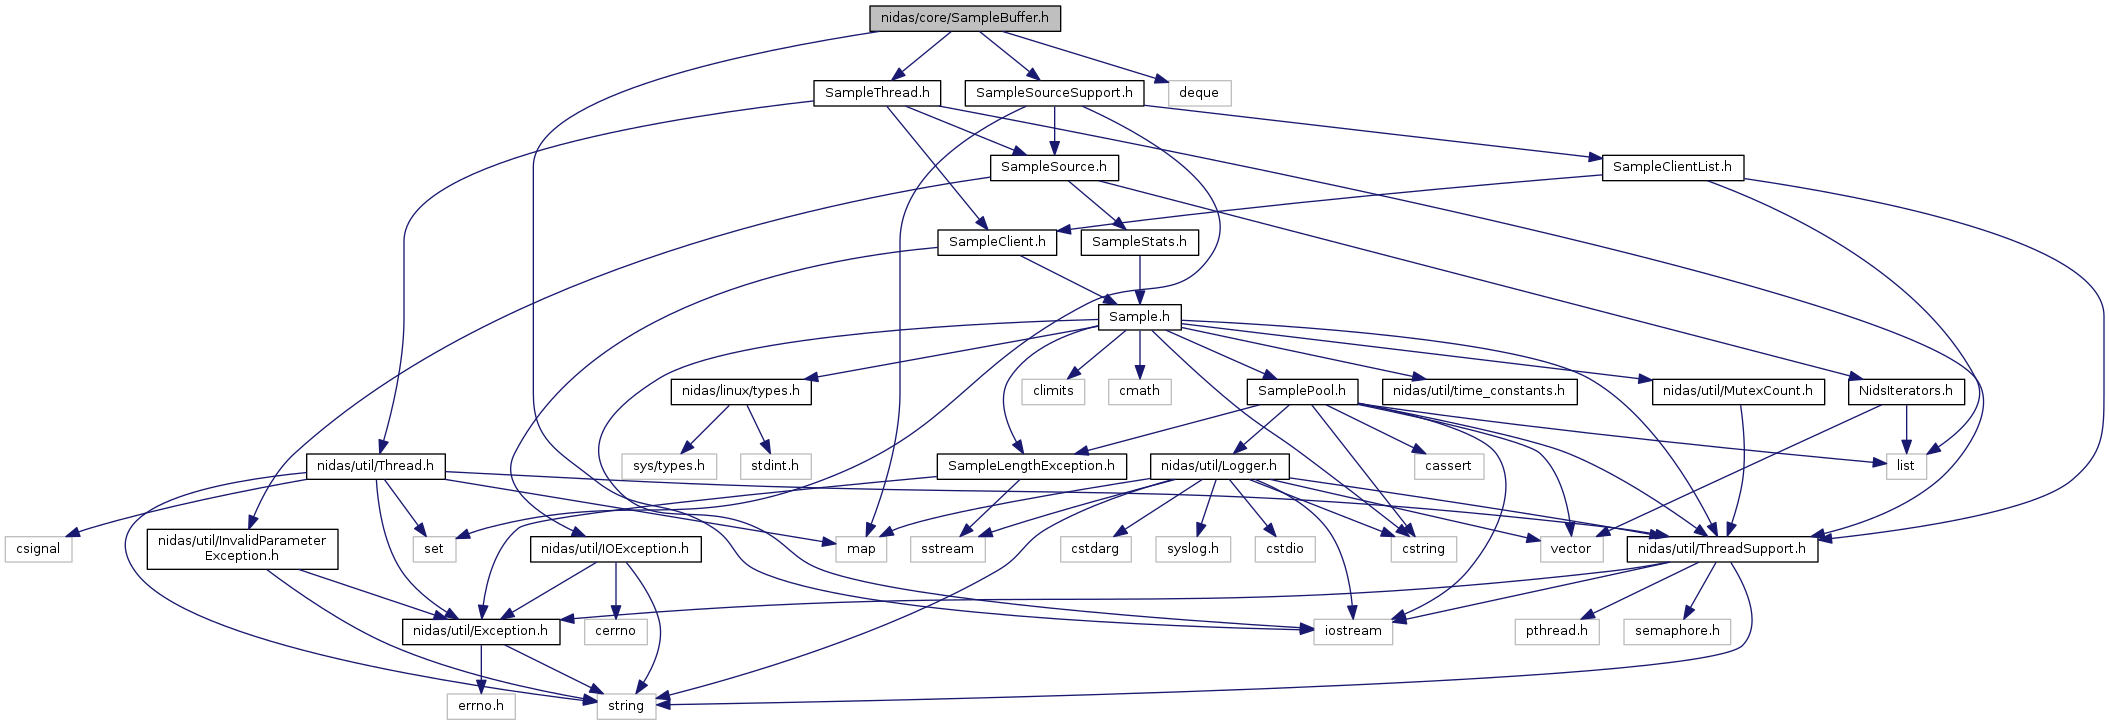 nidas/core/SampleBuffer.h
SampleThread.h
SampleSourceSupport.h
deque
SampleSource.h
SampleClientList.h
SampleClient.h
SampleStats.h
Sample.h
nidas/linux/types.h
climits
cmath
SamplePool.h
nidas/util/time_constants.h
nidas/util/MutexCount.h
NidsIterators.h
nidas/util/Thread.h
sys/types.h
stdint.h
SampleLengthException.h
nidas/util/Logger.h
cassert
list
csignal
nidas/util/InvalidParameter
Exception.h
set
nidas/util/IOException.h
map
sstream
cstdarg
syslog.h
cstdio
cstring
vector
nidas/util/ThreadSupport.h
nidas/util/Exception.h
cerrno
iostream
pthread.h
semaphore.h
errno.h
string